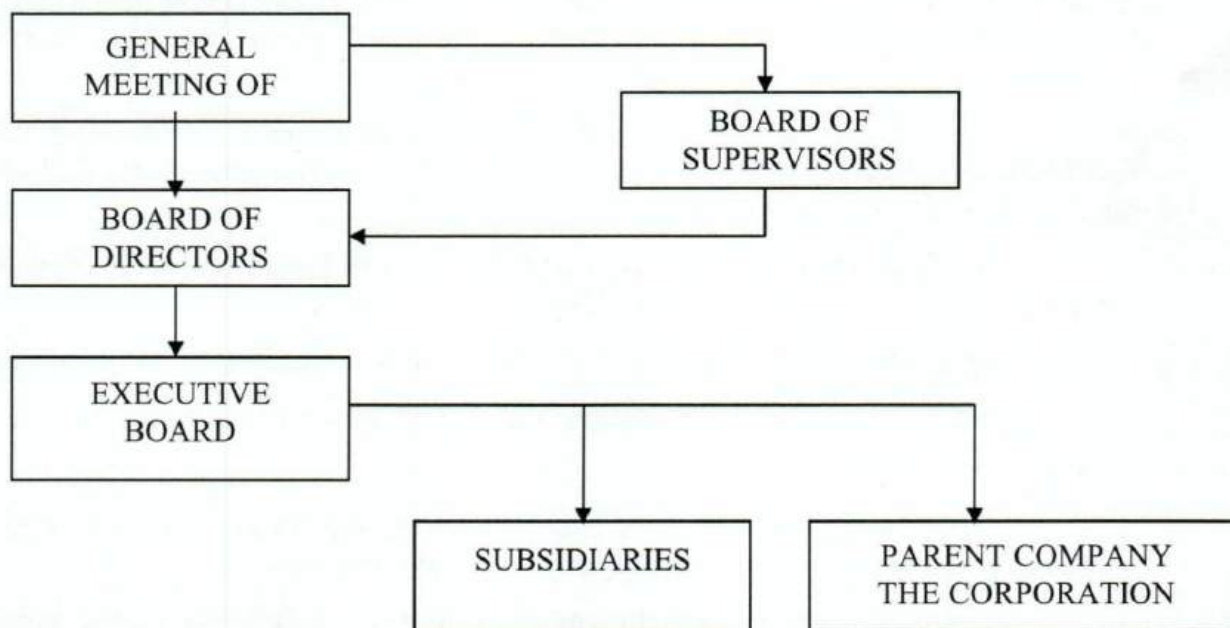 GENERAL
MEETING OF
BOARD OF
SUPERVISORS
BOARD OF
DIRECTORS
EXECUTIVE
BOARD
SUBSIDIARIES
PARENT COMPANY
THE CORPORATION